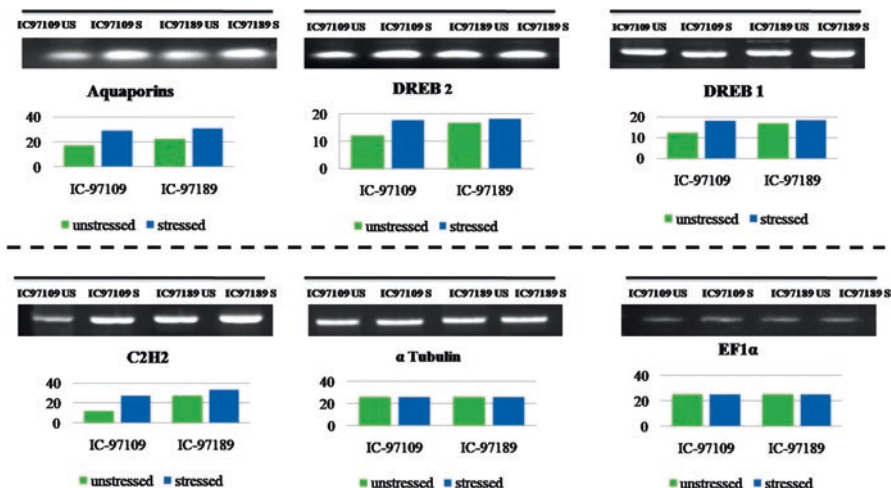 IC97109 US IC97109 S IC97189 US IC97189 S
Aquaporins
40
20
0
IC-97109 IC-97189
unstressed stressed
IC97109 US IC97109 S IC97189 US IC97189 S
DREB 2
20
10
0
IC-97109 IC-97189
unstressed stressed
IC97109 US IC97109 S IC97189 US IC97189 S
DREB 1
20
10
0
IC-97109 IC-97189
unstressed stressed
IC97109 US IC97109 S IC97189 US IC97189 S
C2H2
40
20
0
IC-97109 IC-97189
unstressed stressed
IC97109 US IC97109 S IC97189 US IC97189 S
α Tubulin
40
20
0
IC-97109 IC-97189
unstressed stressed
IC97109 US IC97109 S IC97189 US IC97189 S
EF1α
40
20
0
IC-97109 IC-97189
unstressed stressed